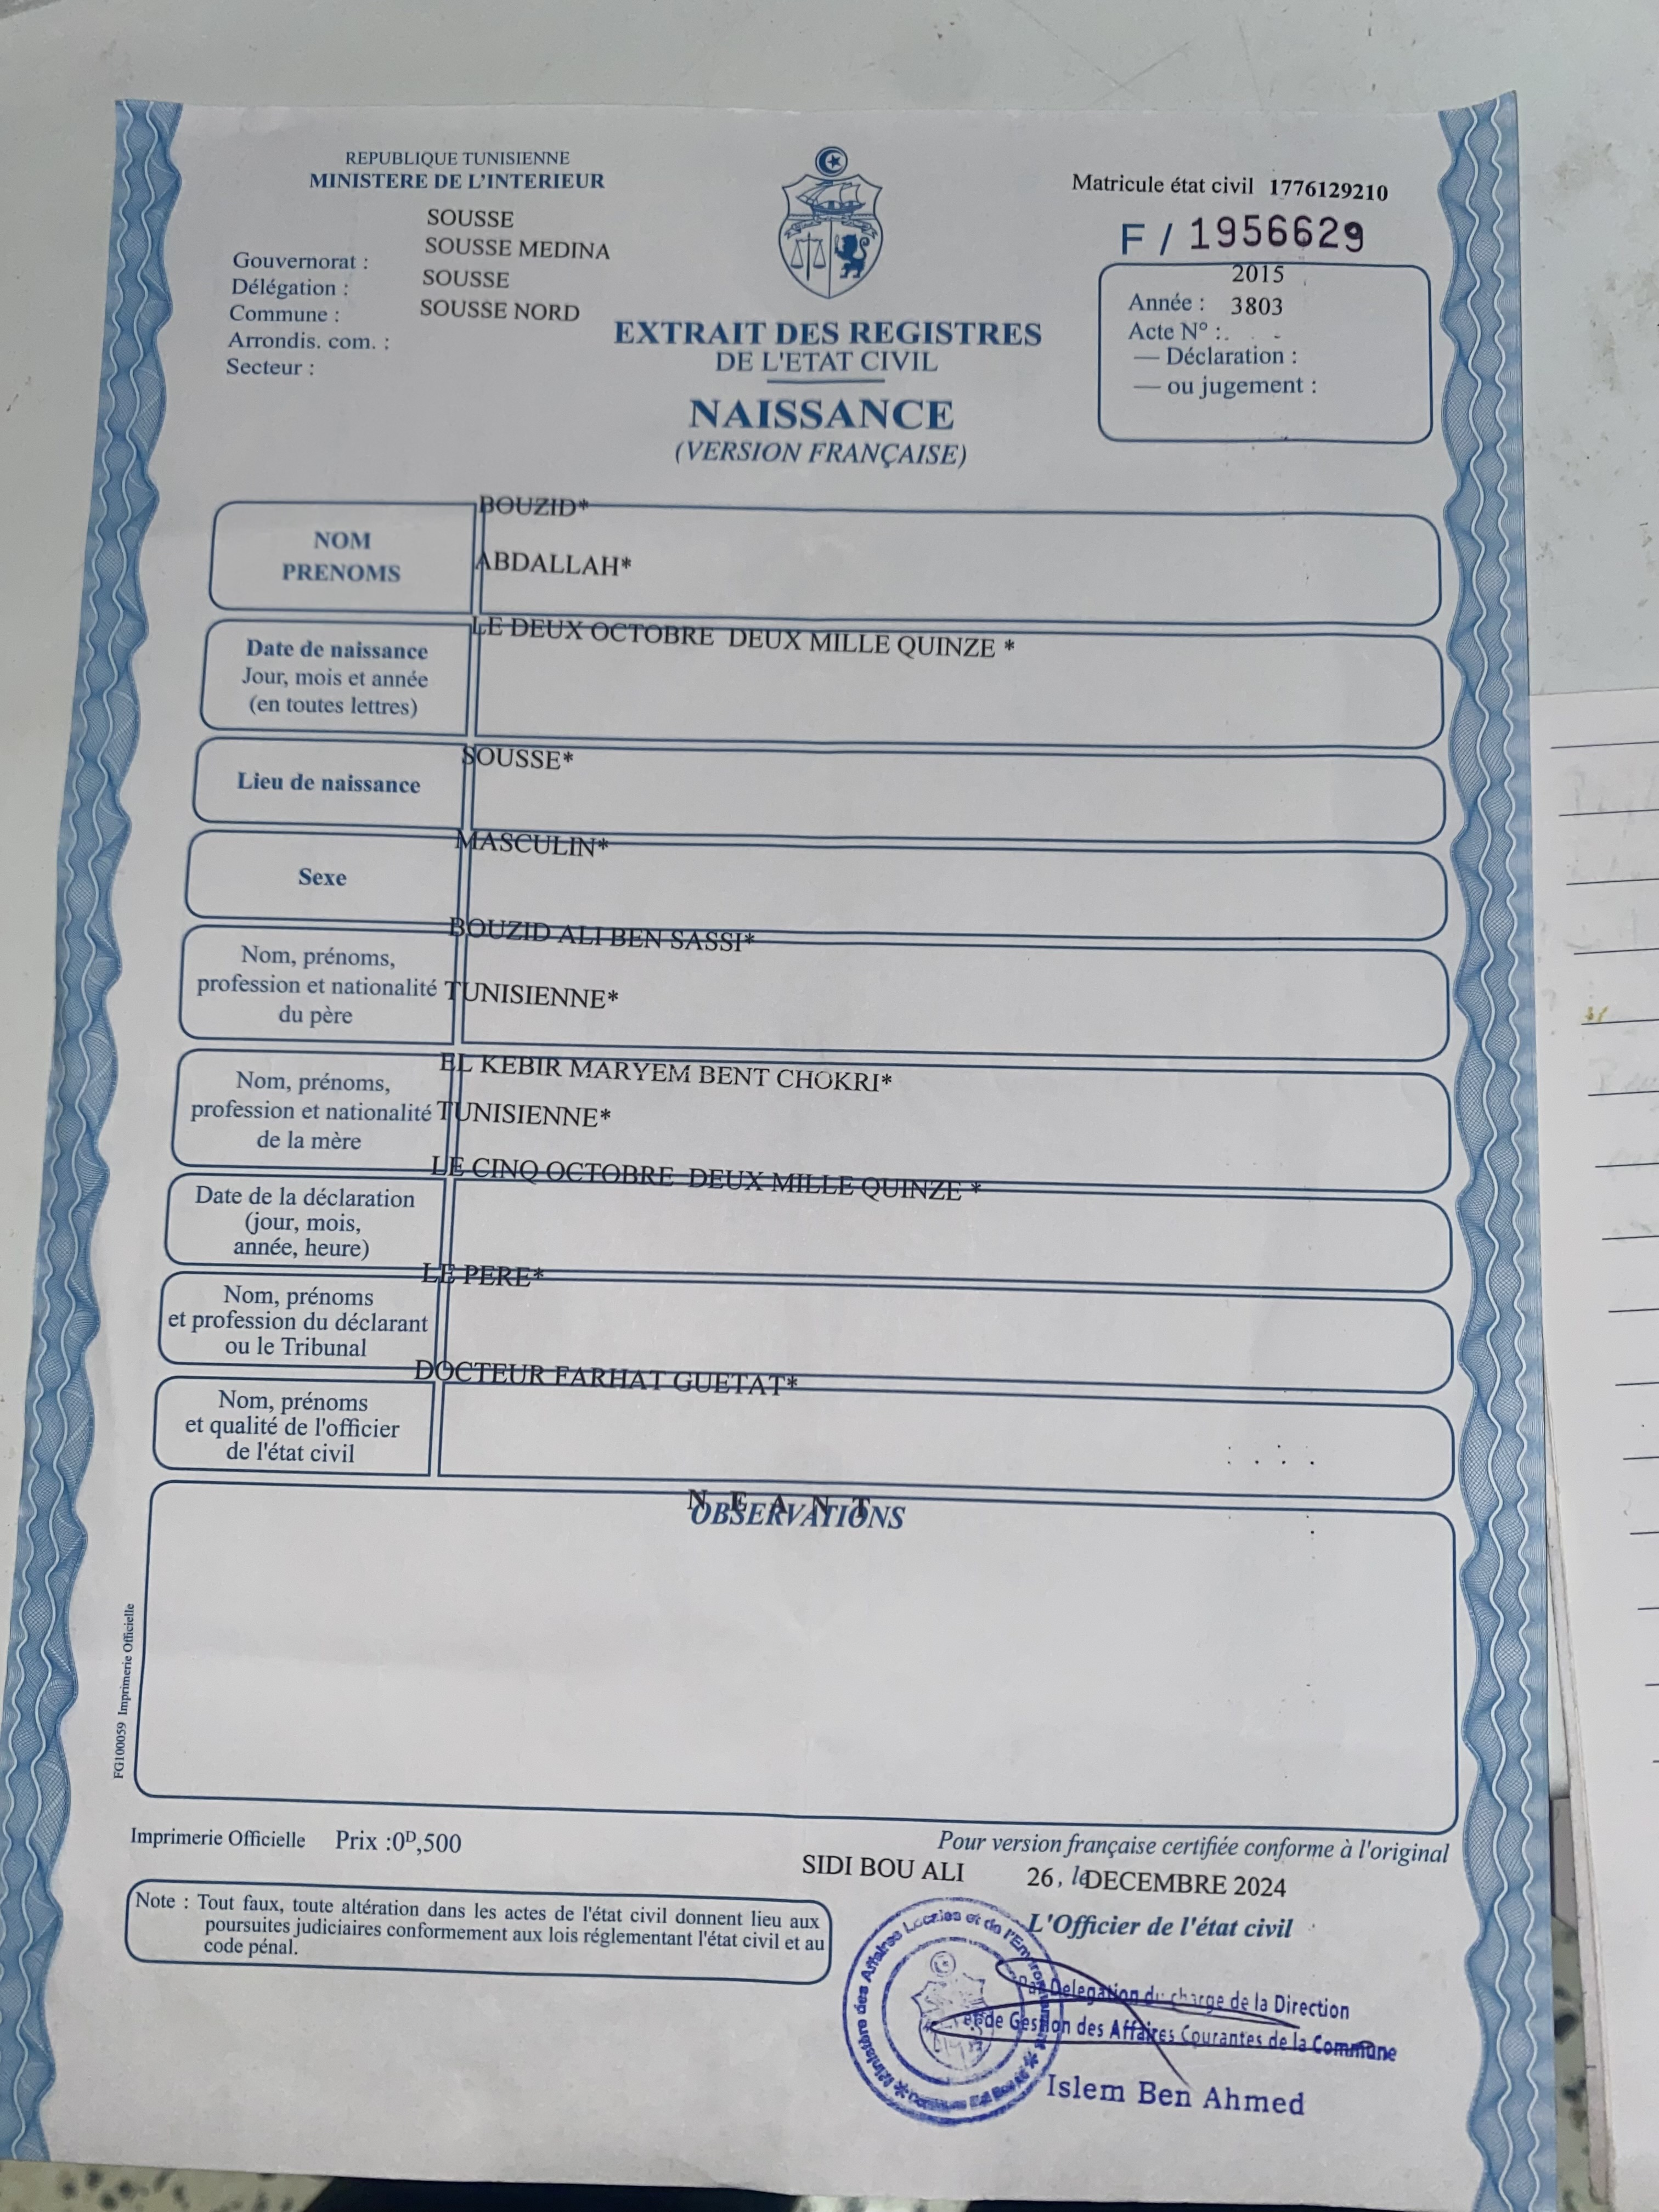 REPUBLIQUE TUNISIENNE
MINISTERE DE L'INTERIEUR
SOUSSE
Gouvernorat :
SOUSSE MEDINA
Délégation :
SOUSSE
Commune :
SOUSSE NORD
Arrondis. com. :
Secteur :
Matricule état civil 1776129210
F / 1956629
2015
Année : 3803
Acte N° :. . -
— Déclaration :
— ou jugement :
EXTRAIT DES REGISTRES
DE L'ETAT CIVIL
NAISSANCE
(VERSION FRANÇAISE)
NOM
PRENOMS
BOUZID*
ABDALLAH*
Date de naissance
Jour, mois et année
(en toutes lettres)
LE DEUX OCTOBRE DEUX MILLE QUINZE *
Lieu de naissance
SOUSSE*
Sexe
MASCULIN*
Nom, prénoms,
profession et nationalité
du père
BOUZID ALI BEN SASSI*
TUNISIENNE*
Nom, prénoms,
profession et nationalité
de la mère
EL KEBIR MARYEM BENT CHOKRI*
TUNISIENNE*
Date de la déclaration
(jour, mois,
année, heure)
LE CINQ OCTOBRE DEUX MILLE QUINZE *
Nom, prénoms
et profession du déclarant
ou le Tribunal
LE PERE*
Nom, prénoms
et qualité de l'officier
de l'état civil
DOCTEUR FARHAT GUETAT*
N E A N T
OBSERVATIONS
FG100059 Imprimerie Officielle
Imprimerie Officielle Prix :0D,500
Pour version française certifiée conforme à l'original
SIDI BOU ALI 26, le DECEMBRE 2024
Note : Tout faux, toute altération dans les actes de l'état civil donnent lieu aux
poursuites judiciaires conformement aux lois réglementant l'état civil et au
code pénal.
L'Officier de l'état civil
Ministère des Affaires Locales et de l'Environnement
Par Delegation du charge de la Direction
de Gestion des Affaires Courantes de la Commune
Islem Ben Ahmed